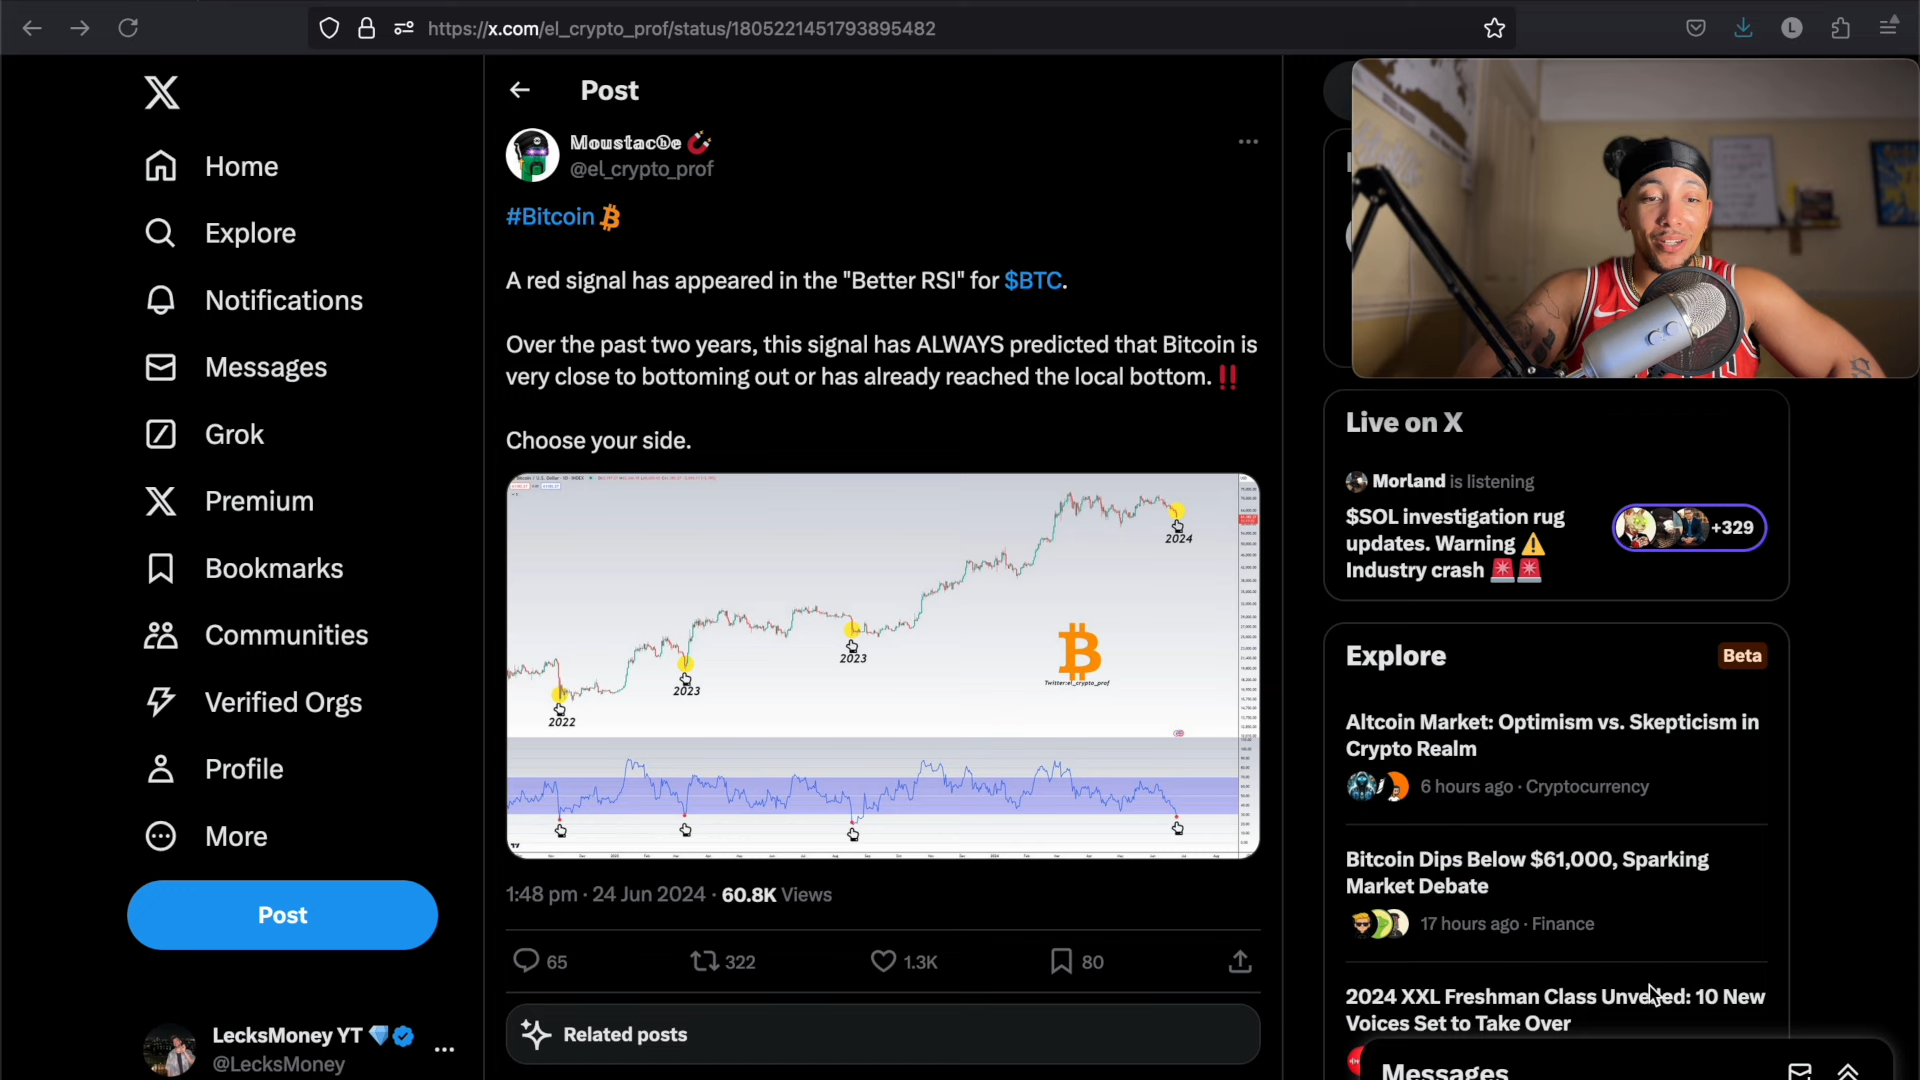 https://x.com/el_crypto_prof/status/1805221451793895482
Home
Explore
Notifications
Messages
Grok
Premium
Bookmarks
Communities
Verified Orgs
Profile
More
Post
LecksMoney YT
@LecksMoney
Post
𝕄𝕠𝕦𝕤𝕥𝕒𝕔ⓗ𝕖
@el_crypto_prof
#Bitcoin
A red signal has appeared in the "Better RSI" for $BTC.
Over the past two years, this signal has ALWAYS predicted that Bitcoin is
very close to bottoming out or has already reached the local bottom. ‼️
Choose your side.
2022
2023
2023
2024
Twitter:el_crypto_prof
1:48 pm · 24 Jun 2024 · 60.8K Views
65
322
1.3K
80
Related posts
Live on X
Morland is listening
$SOL investigation rug
updates. Warning ⚠️
Industry crash 🚨🚨
+329
Explore
Beta
Altcoin Market: Optimism vs. Skepticism in
Crypto Realm
6 hours ago · Cryptocurrency
Bitcoin Dips Below $61,000, Sparking
Market Debate
17 hours ago · Finance
2024 XXL Freshman Class Unveiled: 10 New
Voices Set to Take Over
Messages